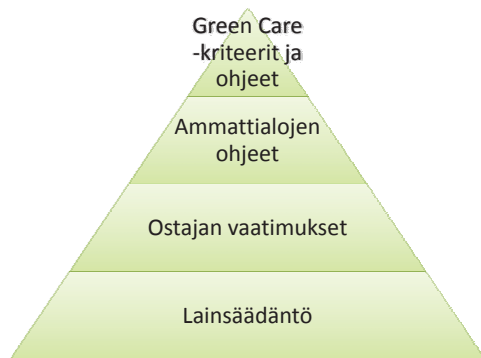 Green Care
-kriteerit ja
ohjeet
Ammattialojen
ohjeet
Ostajan vaatimukset
Lainsäädäntö